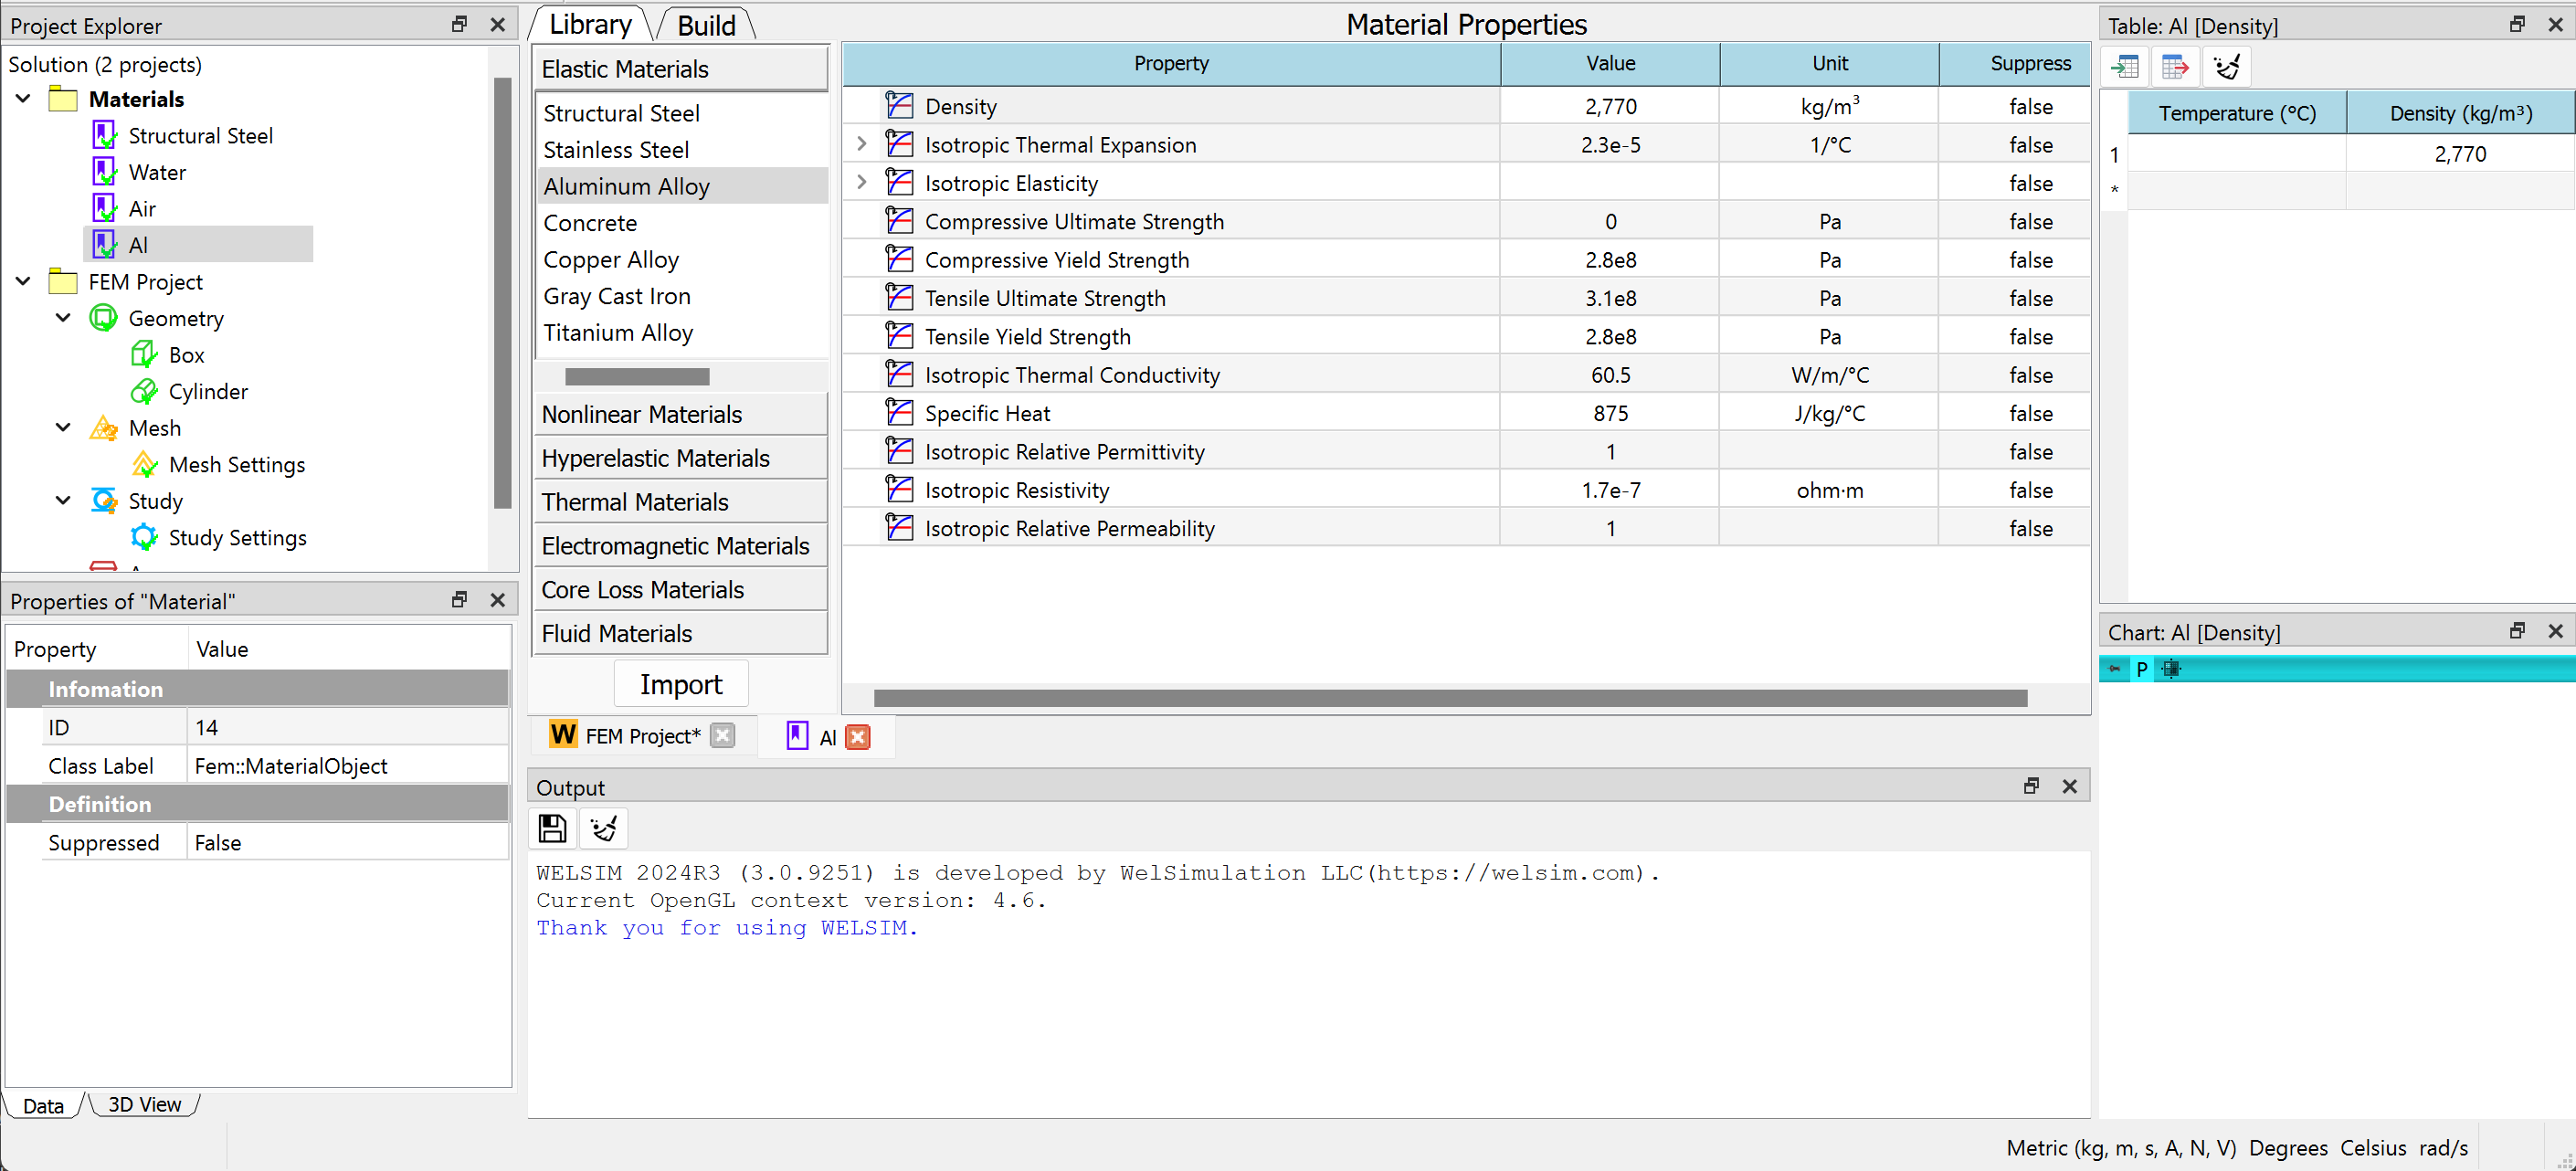 Project Explorer
Solution (2 projects)
Materials
Structural Steel
Water
Air
Al
FEM Project
Geometry
Box
Cylinder
Mesh
Mesh Settings
Study
Study Settings
Properties of "Material"
Property Value
Infomation
ID 14
Class Label Fem::MaterialObject
Definition
Suppressed False
Data 3D View
Library Build
Elastic Materials
Structural Steel
Stainless Steel
Aluminum Alloy
Concrete
Copper Alloy
Gray Cast Iron
Titanium Alloy
Nonlinear Materials
Hyperelastic Materials
Thermal Materials
Electromagnetic Materials
Core Loss Materials
Fluid Materials
Import
Material Properties
Property Value Unit Suppress
Density 2,770 kg/m³ false
Isotropic Thermal Expansion 2.3e-5 1/°C false
Isotropic Elasticity false
Compressive Ultimate Strength 0 Pa false
Compressive Yield Strength 2.8e8 Pa false
Tensile Ultimate Strength 3.1e8 Pa false
Tensile Yield Strength 2.8e8 Pa false
Isotropic Thermal Conductivity 60.5 W/m/°C false
Specific Heat 875 J/kg/°C false
Isotropic Relative Permittivity 1 false
Isotropic Resistivity 1.7e-7 ohm·m false
Isotropic Relative Permeability 1 false
W FEM Project* Al
Output
WELSIM 2024R3 (3.0.9251) is developed by WelSimulation LLC(https://welsim.com).
Current OpenGL context version: 4.6.
Thank you for using WELSIM.
Table: Al [Density]
Temperature (°C) Density (kg/m³)
1 2,770
*
Chart: Al [Density]
P
Metric (kg, m, s, A, N, V) Degrees Celsius rad/s